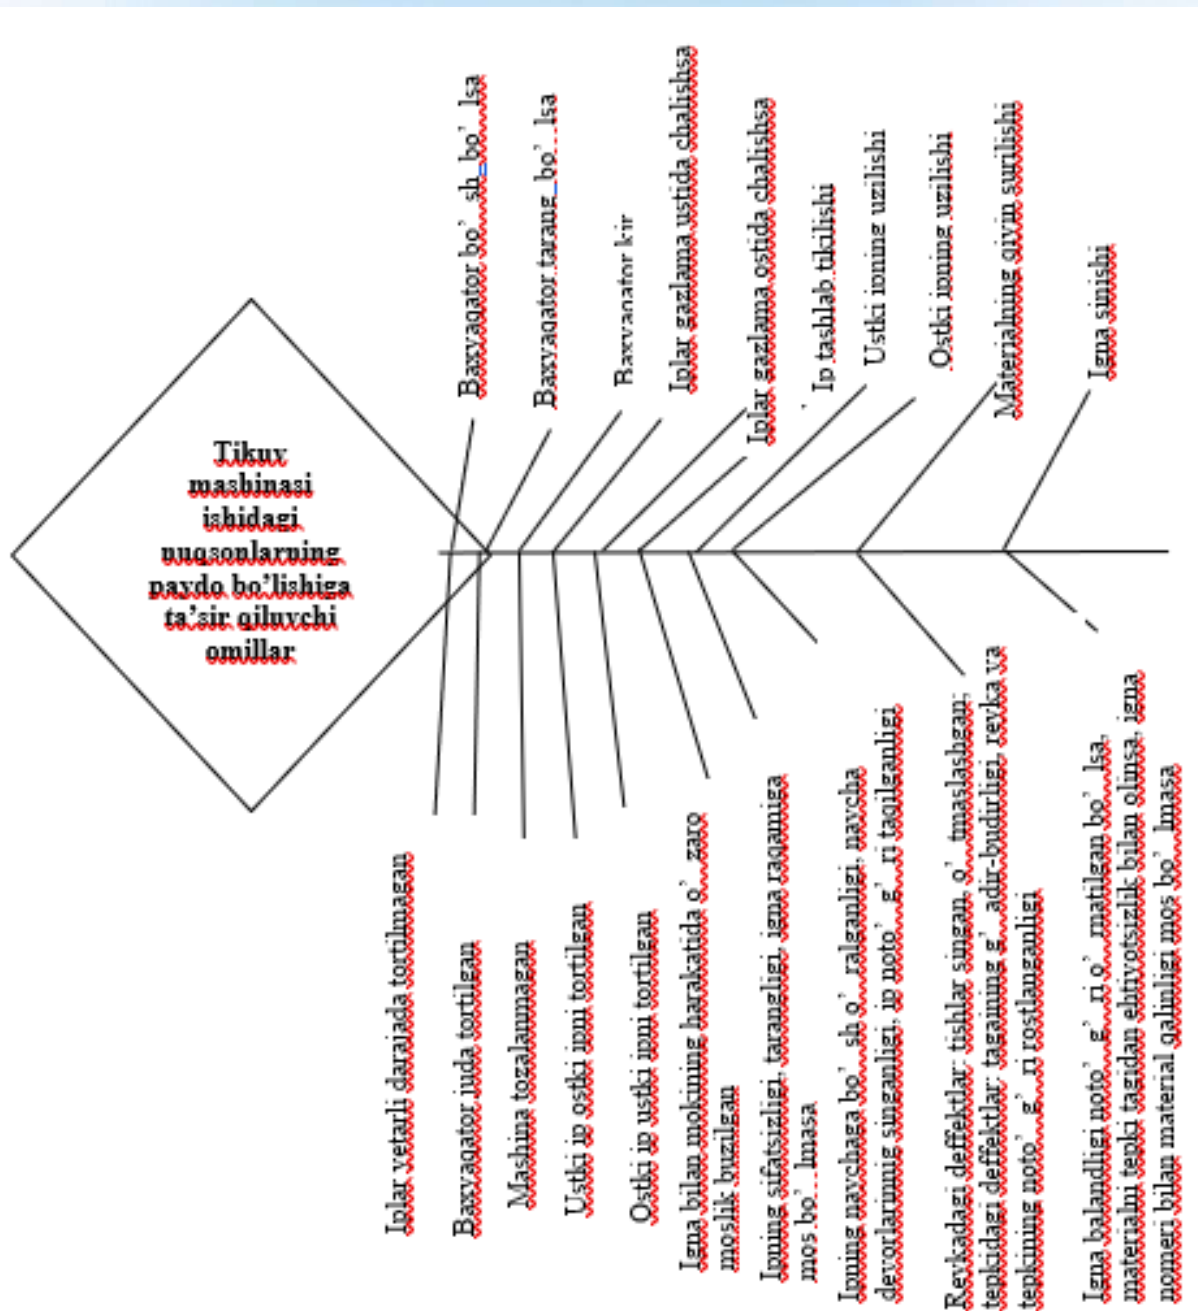 Tikuv
mashinasi
ishidagi
nuqsonlarning
paydo bo’lishiga
ta’sir qiluvchi
omillar
Baxyaqator bo’ sh bo’ lsa
Baxyaqator tarang bo’ lsa
Baxyaqator kir
Iplar gazlama ustida chalishsa
Iplar gazlama ostida chalishsa
Ip tashlab tikilishi
Ustki ipning uzilishi
Ostki ipning uzilishi
Materialning qiyin surilishi
Igna sinishi
Iplar yetarli darajada tortilmagan
Baxyaqator juda tortilgan
Mashina tozalanmagan
Ustki ip ostki ipni tortilgan
Ostki ip ustki ipni tortilgan
Igna bilan mokining harakatida o’ zaro
moslik buzilgan
Ipning sifatsizligi, tarangligi, igna raqamiga
mos bo’ lmasa
Ipning navchaga bo’ sh o’ ralganligi, navcha
devorlarinnig singanligi, ip noto’ g’ ri taqilganligi
Reykadagi deffektlar: tishlar singan, o’ tmaslashgan;
tepkidagi deffektlar: tagaining g’ adir-budirligi, reyka va
tepkining noto’ g’ ri rostlanganligi
Igna balandligi noto’ g’ ri o’ rnatilgan bo’ lsa,
materialni tepki tagidan ehtiyotsizlik bilan olinsa, igna
nomeri bilan material qalinligi mos bo’ lmasa